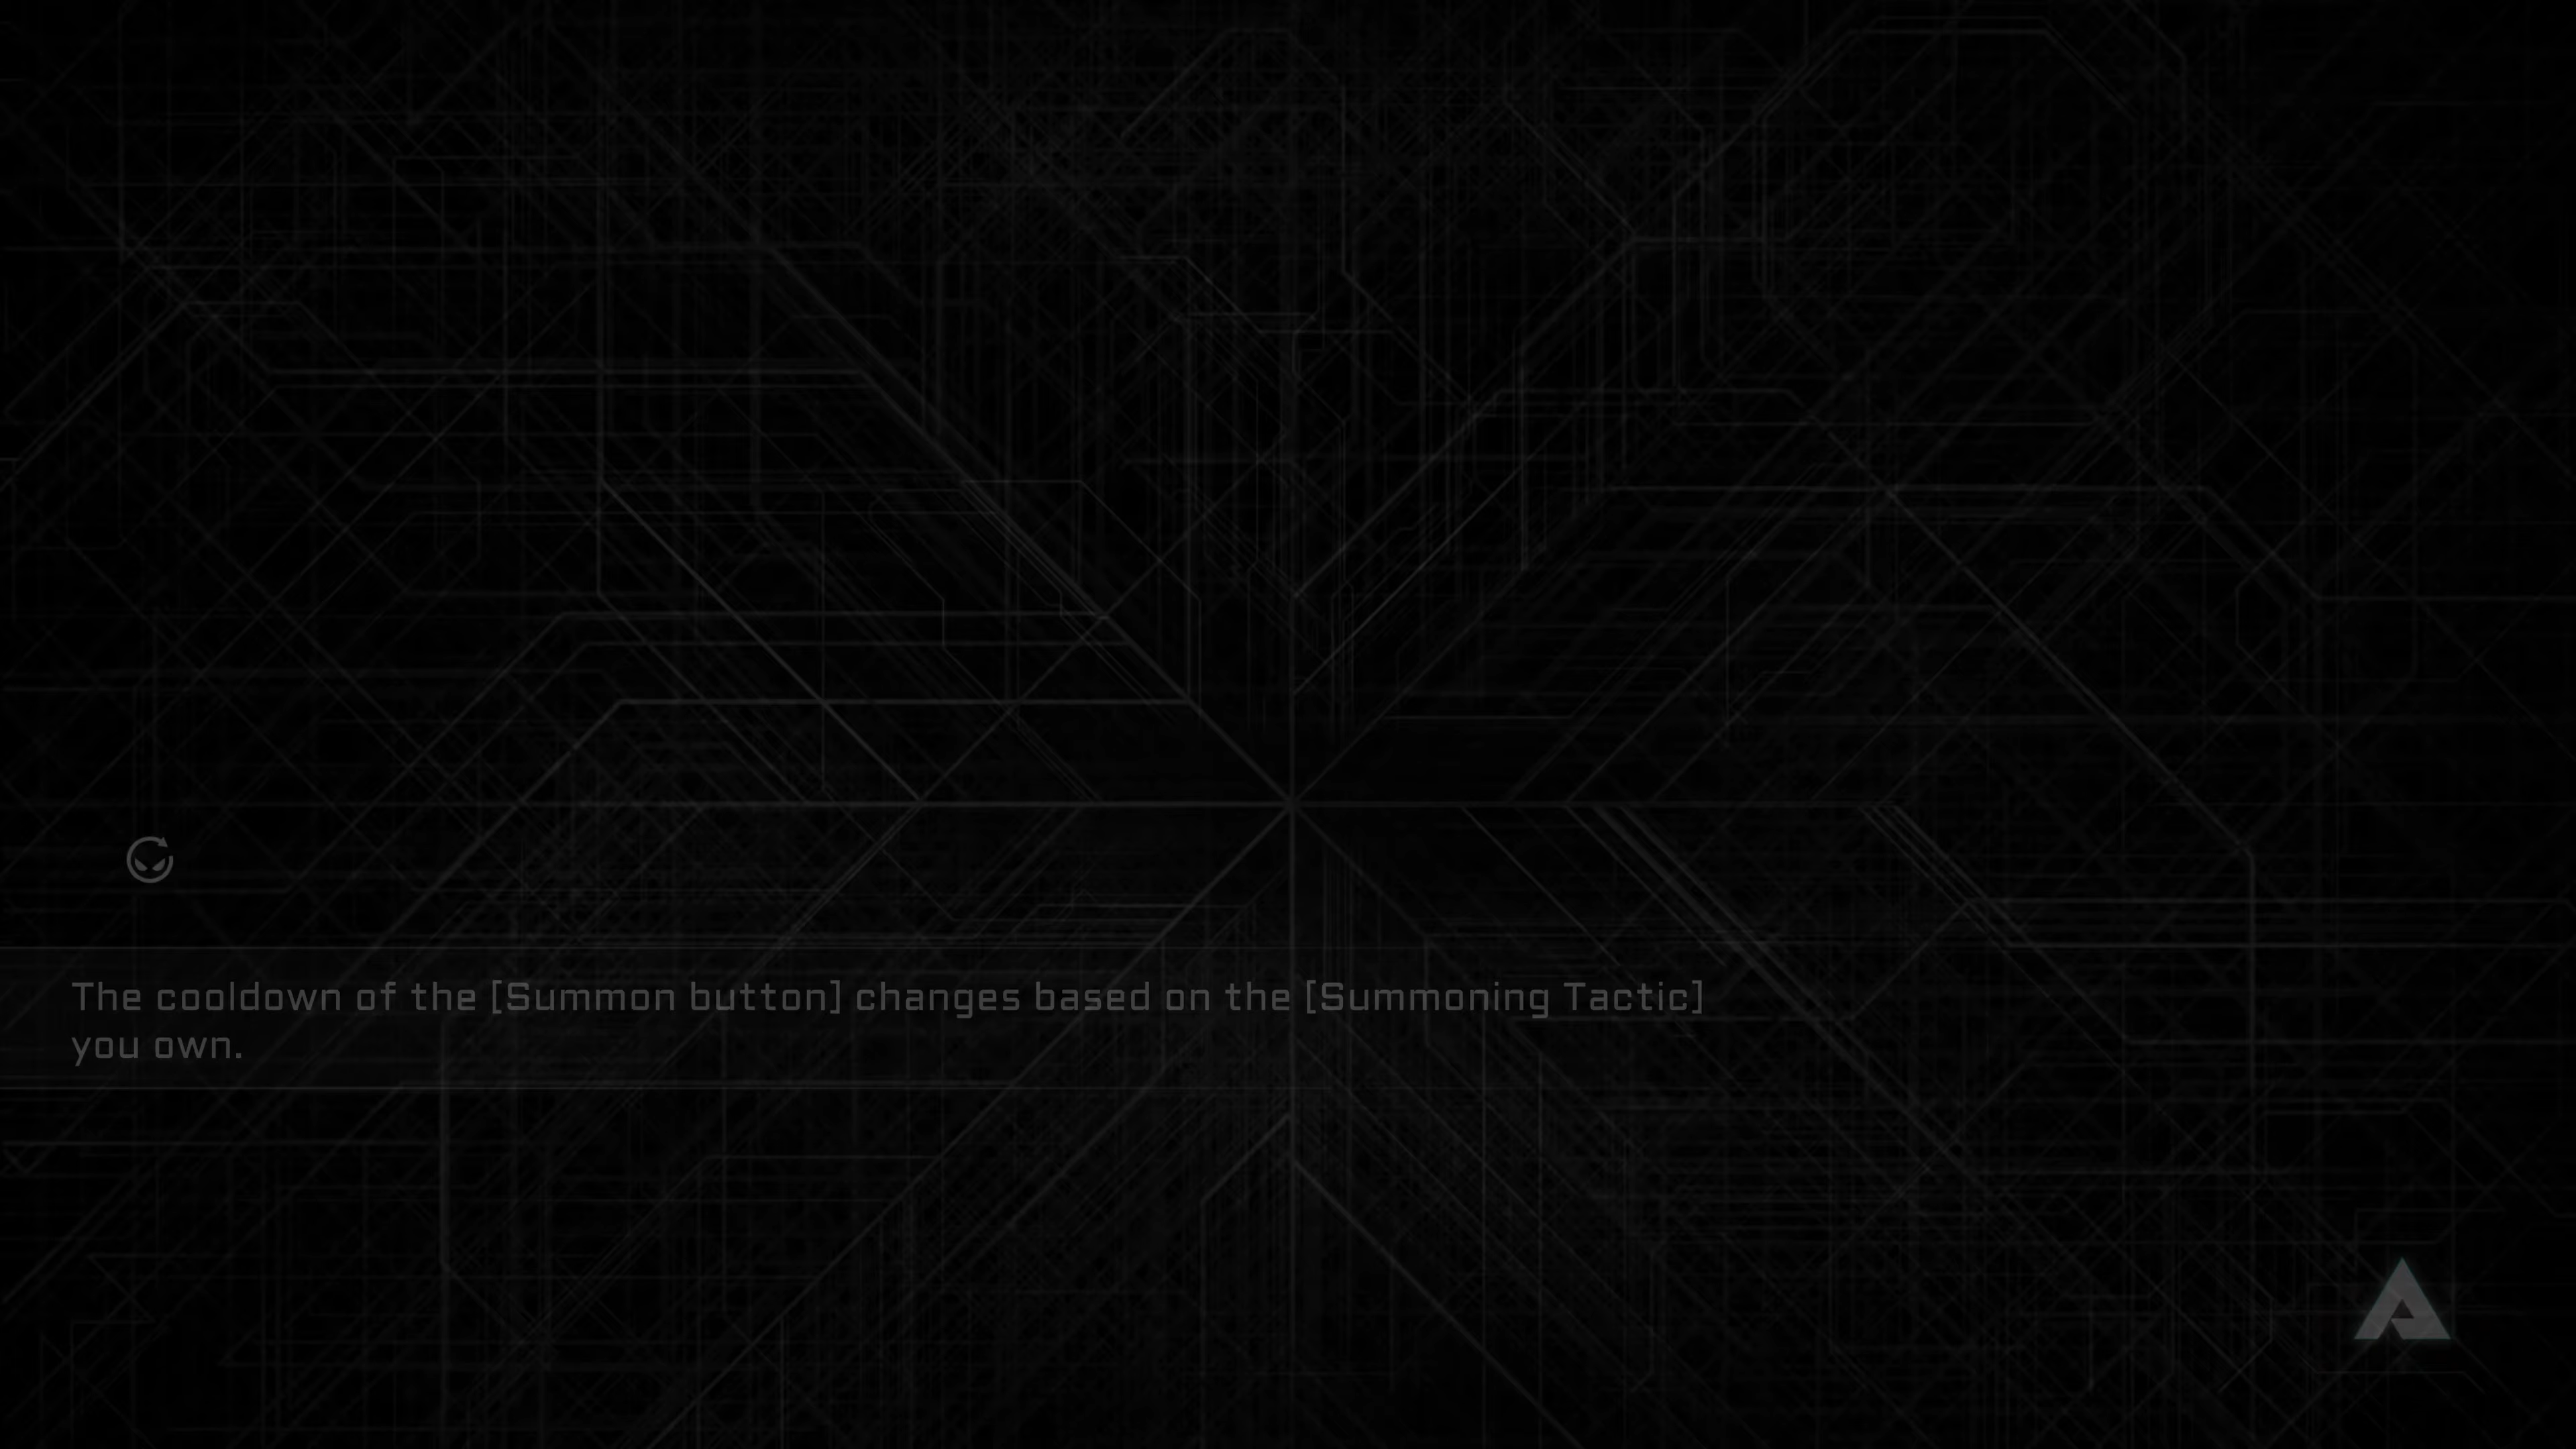 The cooldown of the [Summon button] changes based on the [Summoning Tactic]
you own.